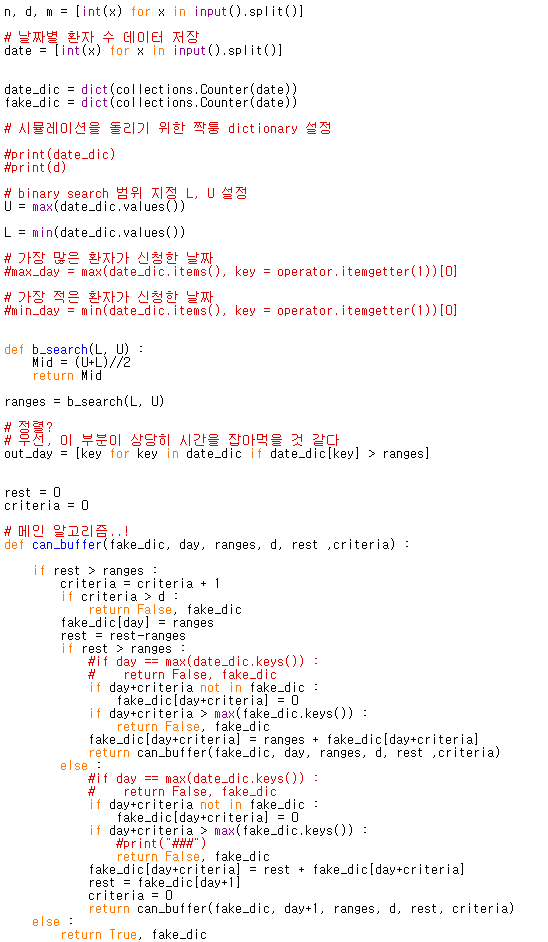 n, d, m = [int(x) for x in input().split()]
# 날짜별 환자 수 데이터 저장
date = [int(x) for x in input().split()]
date_dic = dict(collections.Counter(date))
fake_dic = dict(collections.Counter(date))
# 시뮬레이션을 돌리기 위한 짝퉁 dictionary 설정
#print(date_dic)
#print(d)
# binary search 범위 지정 L, U 설정
U = max(date_dic.values())
L = min(date_dic.values())
# 가장 많은 환자가 신청한 날짜
#max_day = max(date_dic.items(), key = operator.itemgetter(1))[0]
# 가장 적은 환자가 신청한 날짜
#min_day = min(date_dic.items(), key = operator.itemgetter(1))[0]
def b_search(L, U) :
    Mid = (U+L)//2
    return Mid
ranges = b_search(L, U)
# 정렬?
# 우선, 이 부분이 상당히 시간을 잡아먹을 것 같다
out_day = [key for key in date_dic if date_dic[key] > ranges]
rest = 0
criteria = 0
# 메인 알고리즘..!
def can_buffer(fake_dic, day, ranges, d, rest ,criteria) :
    if rest > ranges :
        criteria = criteria + 1
        if criteria > d :
            return False, fake_dic
        fake_dic[day] = ranges
        rest = rest-ranges
        if rest > ranges :
            #if day == max(date_dic.keys()) :
            #    return False, fake_dic
            if day+criteria not in fake_dic :
                fake_dic[day+criteria] = 0
            if day+criteria > max(fake_dic.keys()) :
                return False, fake_dic
            fake_dic[day+criteria] = ranges + fake_dic[day+criteria]
            return can_buffer(fake_dic, day, ranges, d, rest ,criteria)
        else :
            #if day == max(date_dic.keys()) :
            #    return False, fake_dic
            if day+criteria not in fake_dic :
                fake_dic[day+criteria] = 0
            if day+criteria > max(fake_dic.keys()) :
                #print("###")
                return False, fake_dic
            fake_dic[day+criteria] = rest + fake_dic[day+criteria]
            rest = fake_dic[day+1]
            criteria = 0
            return can_buffer(fake_dic, day+1, ranges, d, rest, criteria)
    else :
        return True, fake_dic